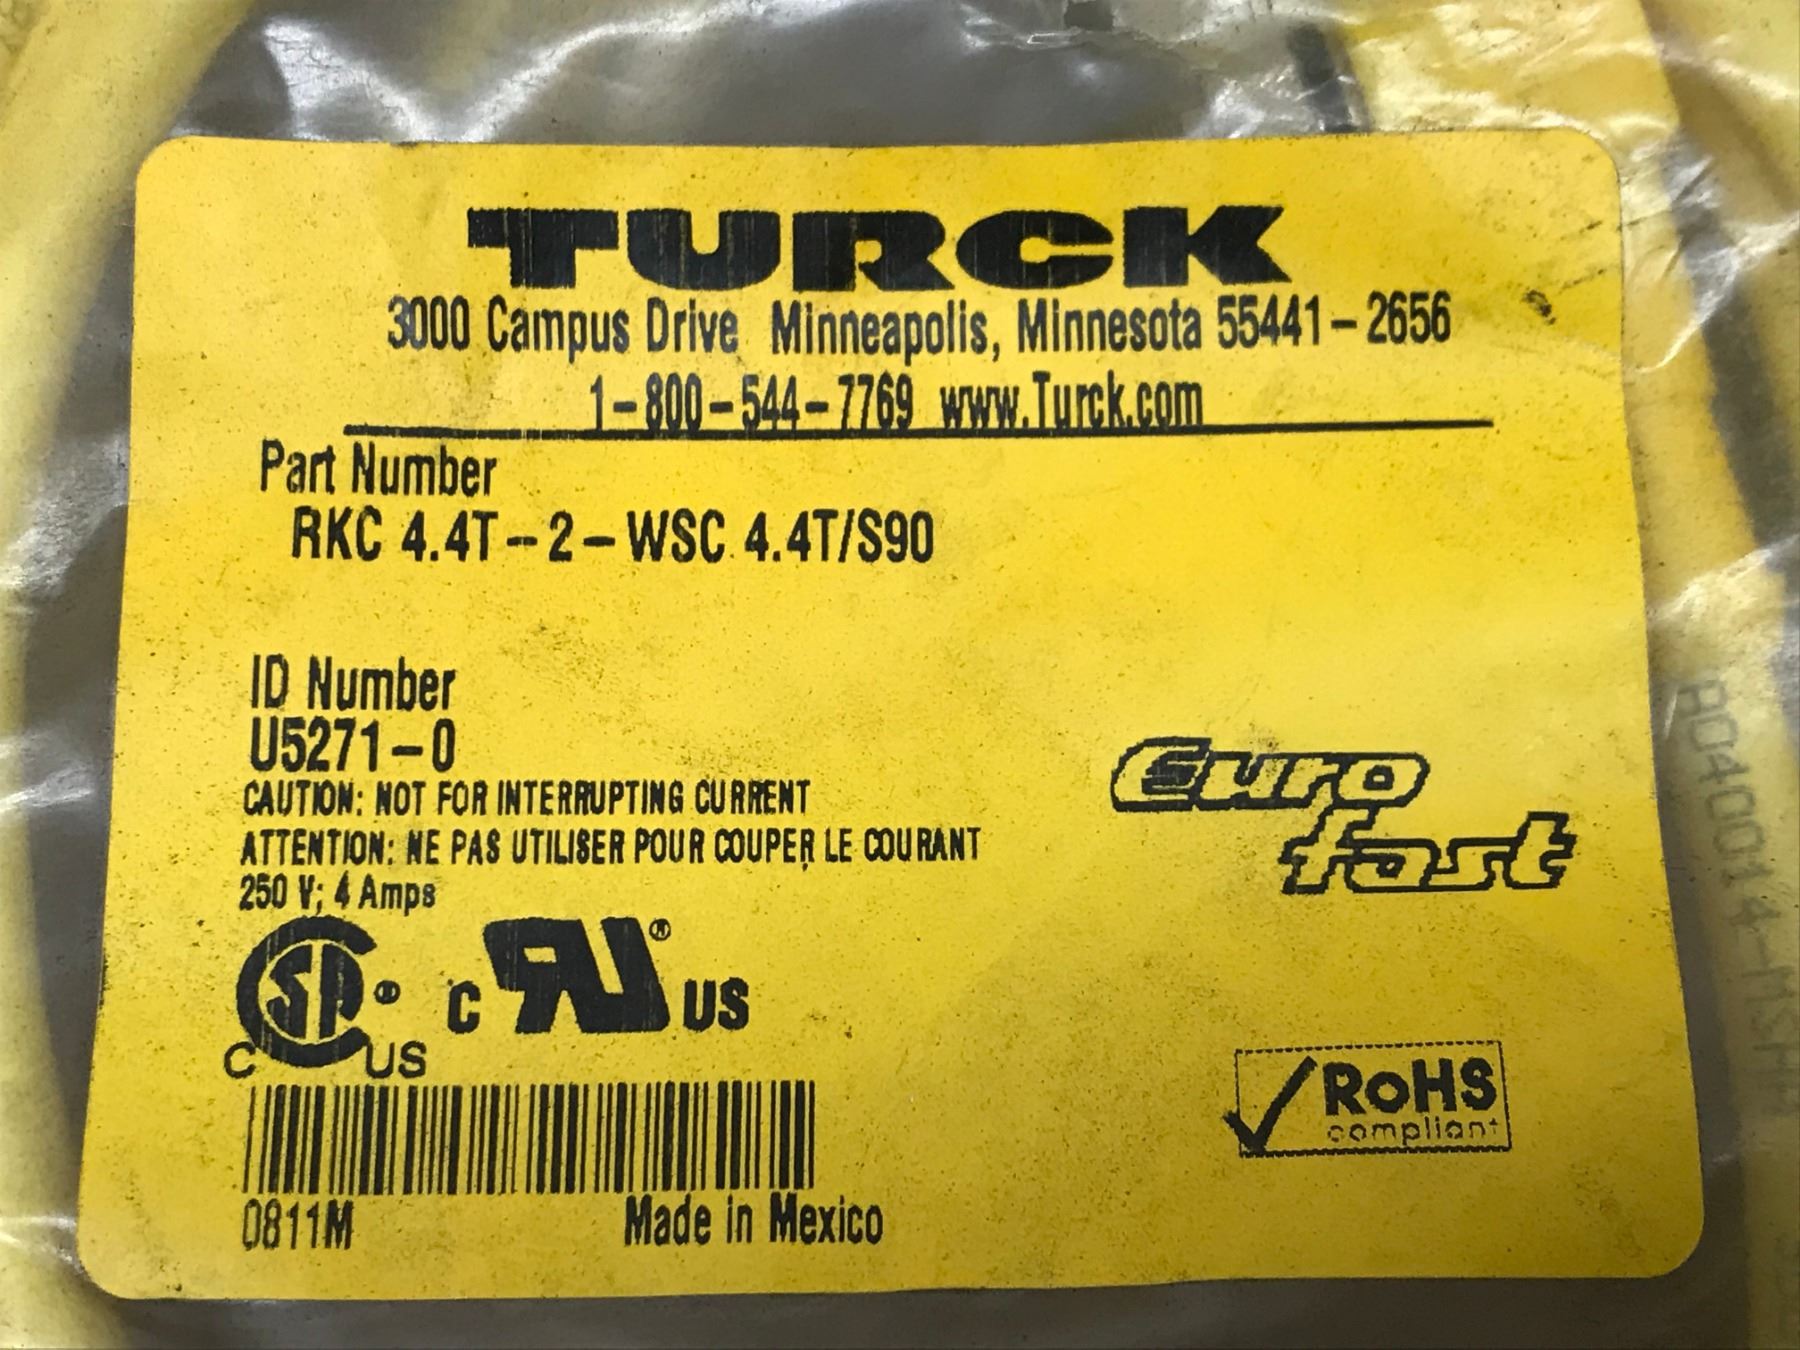 TURCK
3000 Campus Drive Minneapolis, Minnesota 55441-2656
1-800-544-7769 www.Turck.com
Part Number
RKC 4.4T-2-WSC 4.4T/S90
ID Number
U5271-0
CAUTION: NOT FOR INTERRUPTING CURRENT
ATTENTION: NE PAS UTILISER POUR COUPER LE COURANT
250 V; 4 Amps
Euro
fast
CSA®
C US
C RU® US
RoHS
compliant
0811M
Made in Mexico